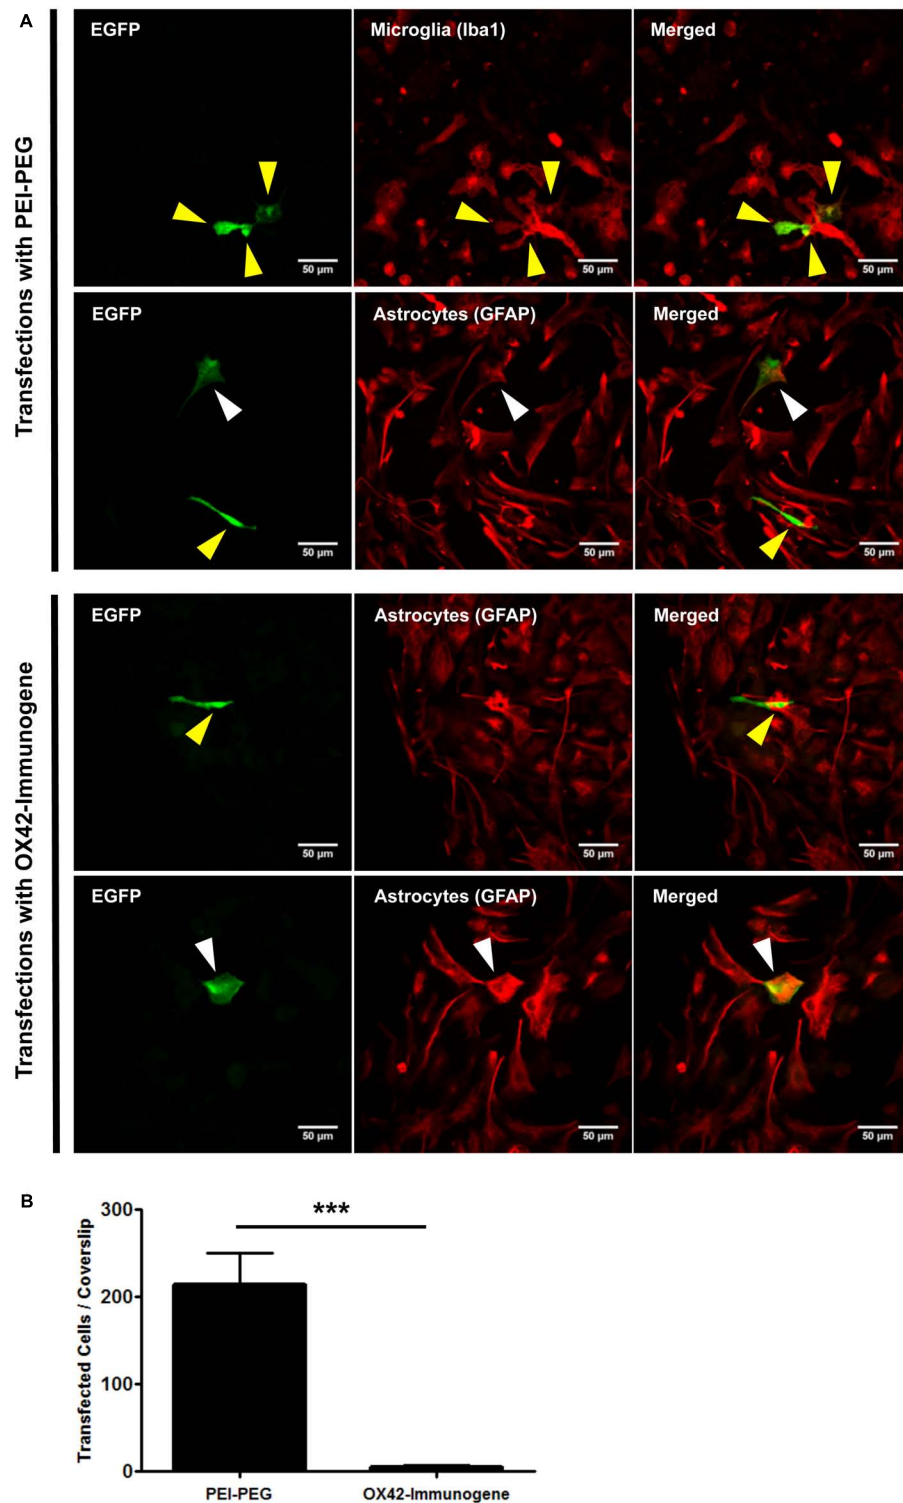 A
Transfections with PEI-PEG
EGFP
Microglia (Iba1)
Merged
50 µm
50 µm
50 µm
EGFP
Astrocytes (GFAP)
Merged
50 µm
50 µm
50 µm
Transfections with OX42-Immunogene
EGFP
Astrocytes (GFAP)
Merged
50 µm
50 µm
50 µm
EGFP
Astrocytes (GFAP)
Merged
50 µm
50 µm
50 µm
B
Transfected Cells / Coverslip
300
200
100
0
***
PEI-PEG
OX42-Immunogene